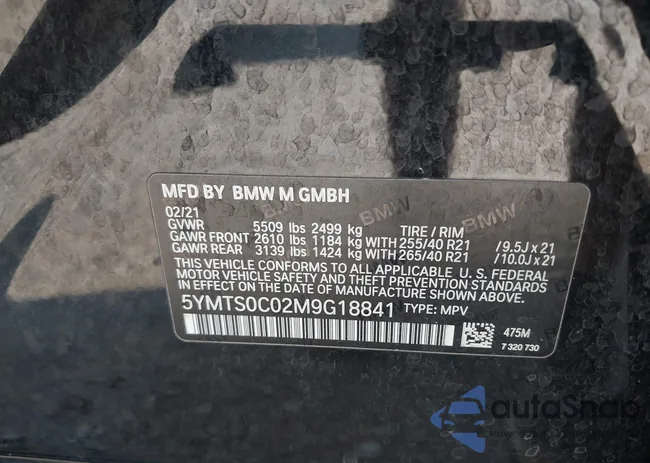 MFD BY BMW M GMBH
02/21
GVWR 5509 lbs 2499 kg TIRE / RIM
GAWR FRONT 2610 lbs 1184 kg WITH 255/40 R21 / 9.5J x 21
GAWR REAR 3139 lbs 1424 kg WITH 265/40 R21 / 10.0J x 21
THIS VEHICLE CONFORMS TO ALL APPLICABLE U. S. FEDERAL
MOTOR VEHICLE SAFETY AND THEFT PREVENTION STANDARDS
IN EFFECT ON THE DATE OF MANUFACTURE SHOWN ABOVE.
5YMTS0C02M9G18841 TYPE: MPV
475M
7 320 730
autoSnap